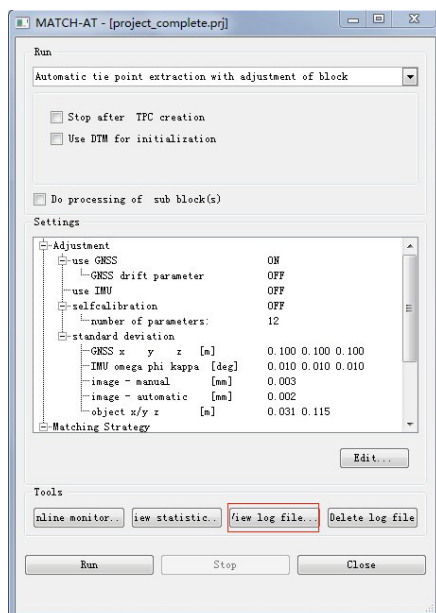 MATCH-AT - [project_complete.prj]
Run
Automatic tie point extraction with adjustment of block
Stop after TPC creation
Use DTM for initialization
Do processing of sub block(s)
Settings
Adjustment
use GNSS ON
GNSS drift parameter OFF
use IMU OFF
selfcalibration OFF
number of parameters: 12
standard deviation
GNSS x y z [m] 0.100 0.100 0.100
IMU omega phi kappa [deg] 0.010 0.010 0.010
image - manual [mm] 0.003
image - automatic [mm] 0.002
object x/y z [m] 0.031 0.115
Matching Strategy
Edit...
Tools
nline monitor.. iew statistic.. iew log file... Delete log file
Run Stop Close